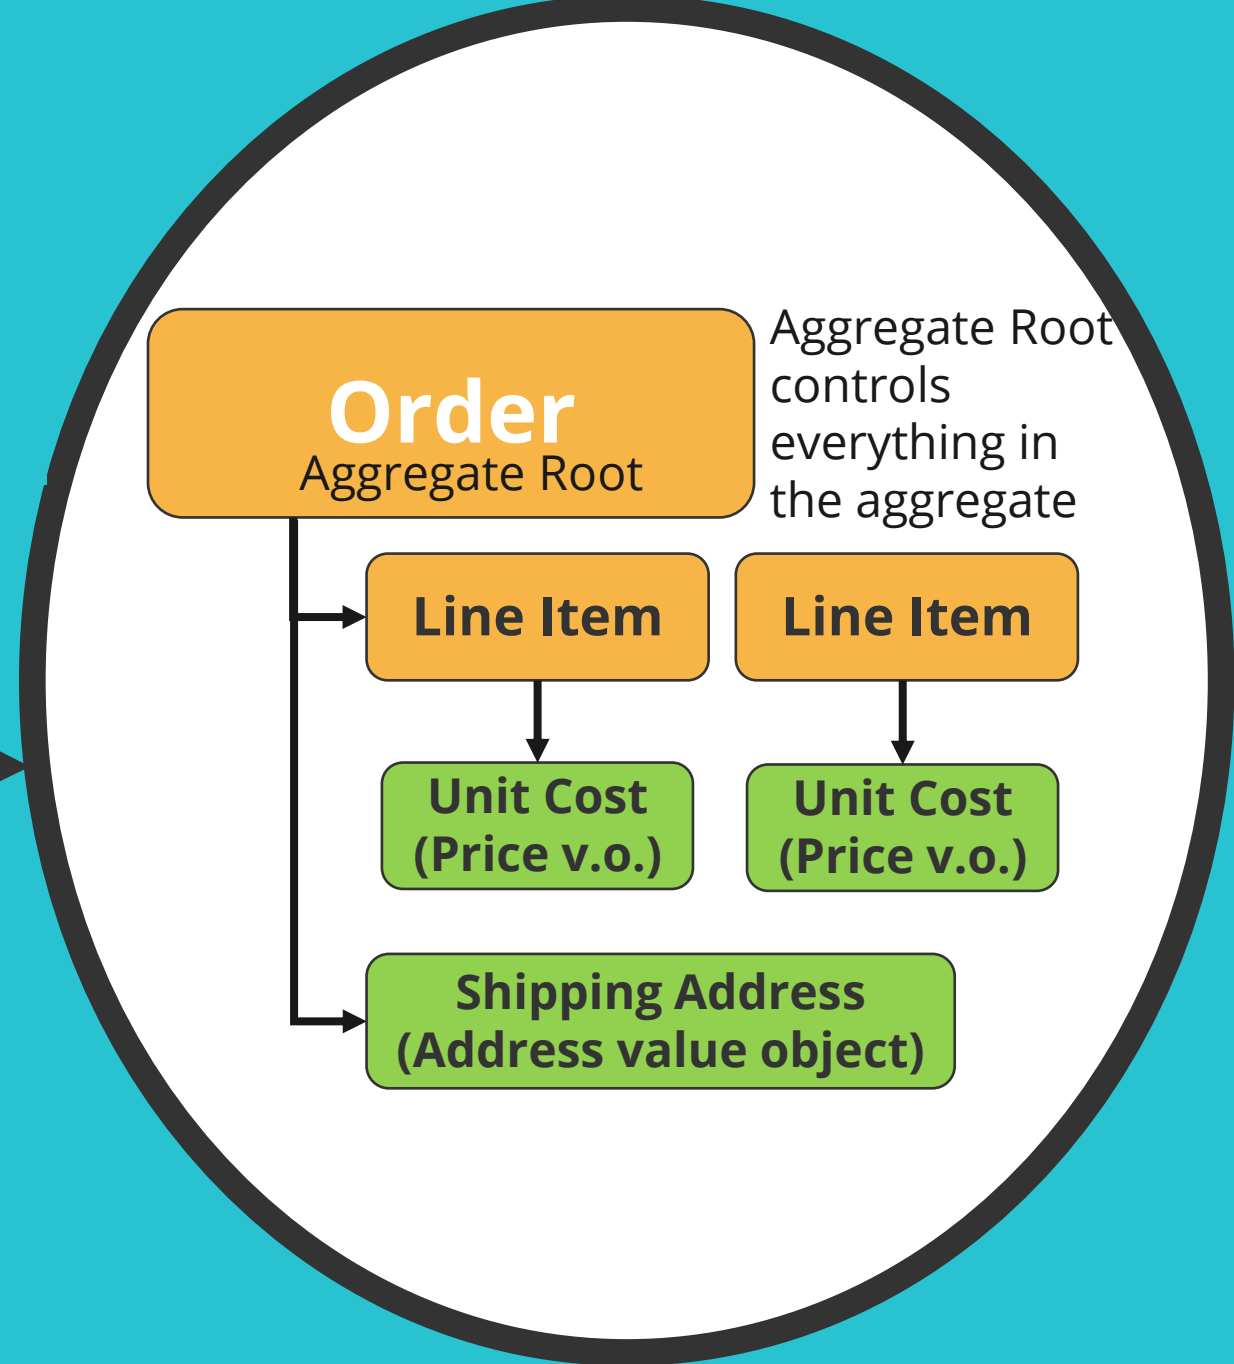 Order
Aggregate Root
Aggregate Root
controls
everything in
the aggregate
Line Item
Line Item
Unit Cost
(Price v.o.)
Unit Cost
(Price v.o.)
Shipping Address
(Address value object)